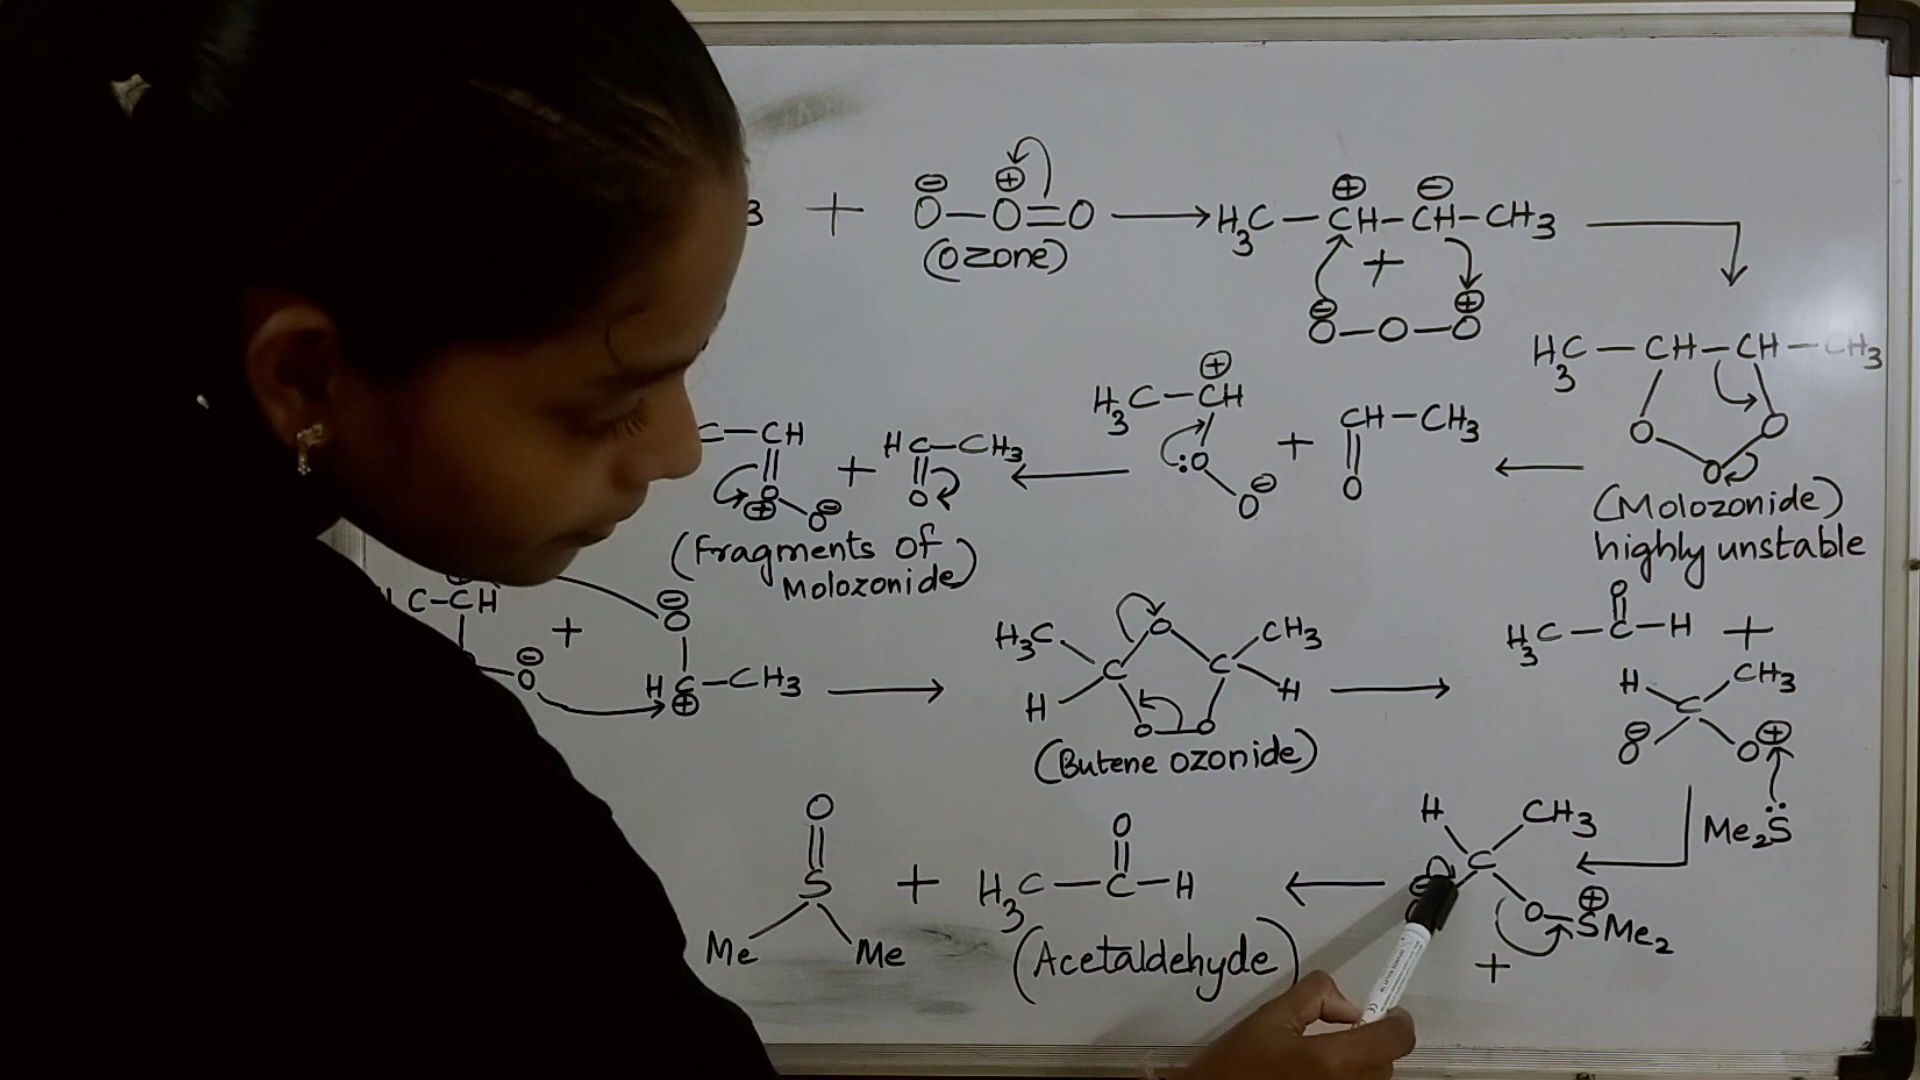 3 + O—O=O → H3C—CH—CH—CH3
(Ozone)
+
O—O—O
H3C—CH—CH—CH3
O O
O
(Molozonide)
highly unstable
H3C—CH + CH—CH3
:O O
O
C—CH + HC—CH3
O O O
(Fragments of
Molozonide)
C—CH + O
O HC—CH3
H3C O CH3
C C
H H
O O
(Butene ozonide)
O
H3C—C—H +
H CH3
C
O O
Me2S
H CH3
C
O O—SMe2
+
O
H3C—C—H
(Acetaldehyde)
+
O
S
Me Me